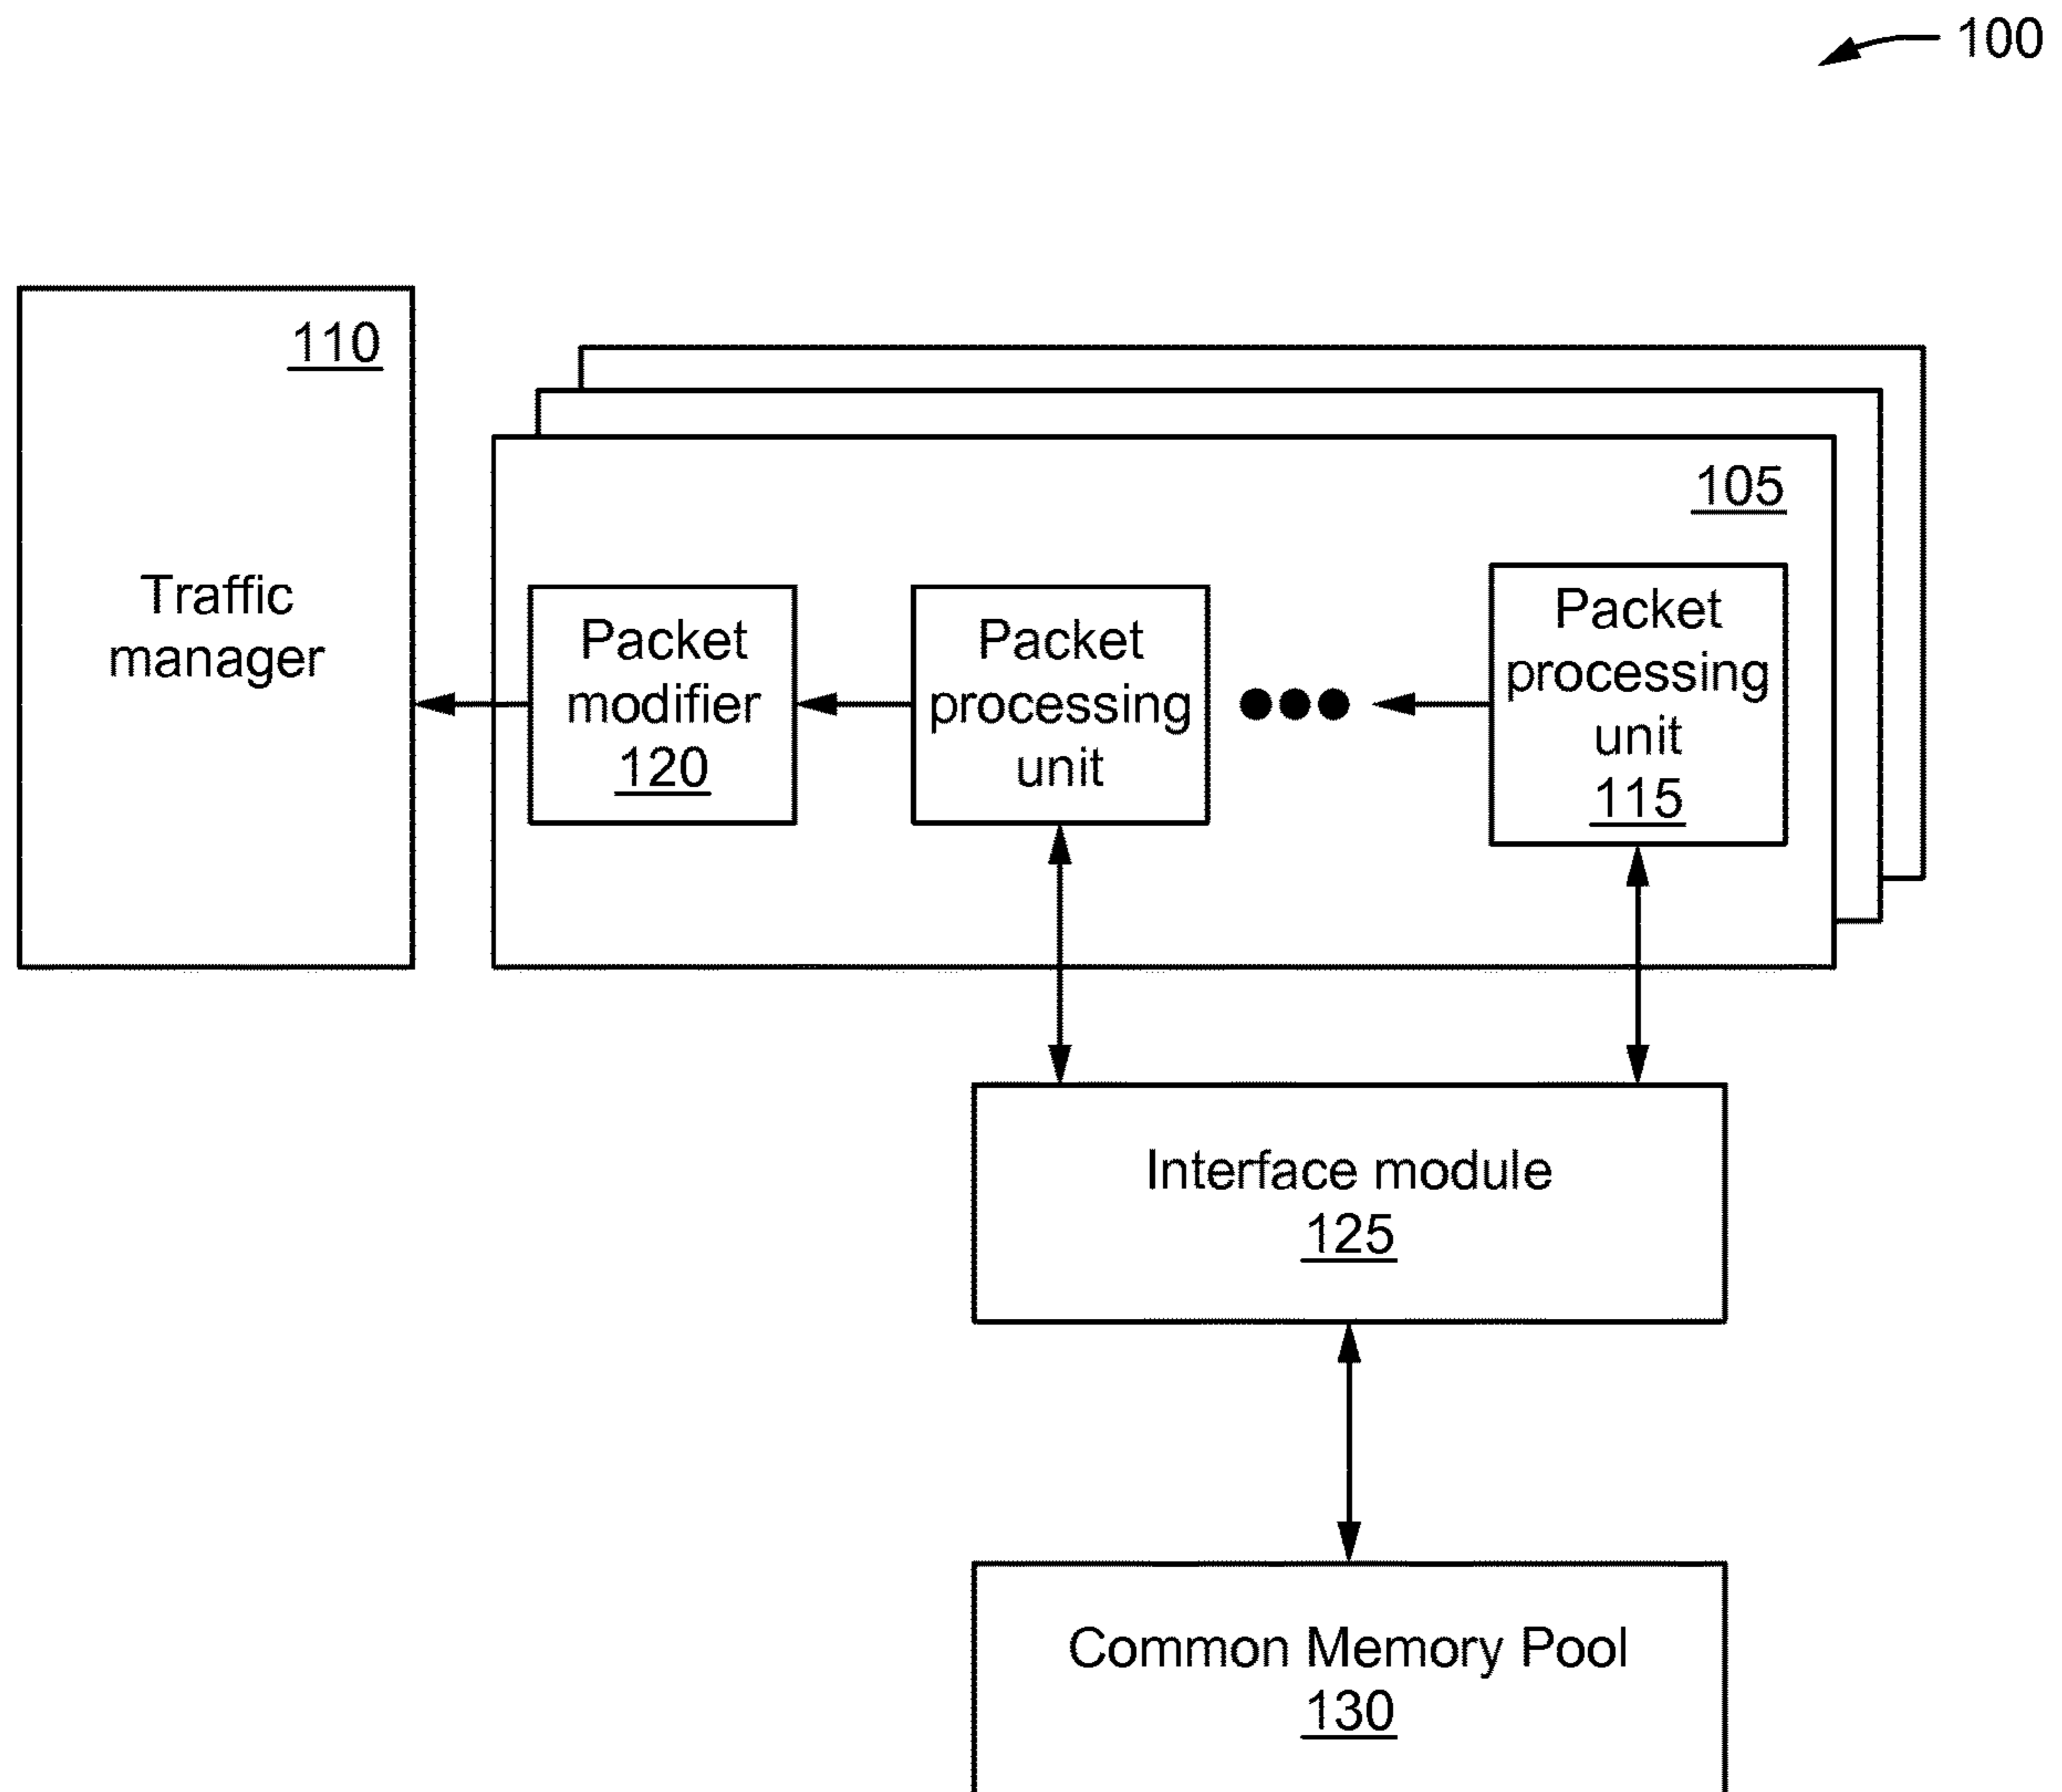 100
110
Traffic
manager
105
Packet
modifier
120
Packet
processing
unit
Packet
processing
unit
115
Interface module
125
Common Memory Pool
130